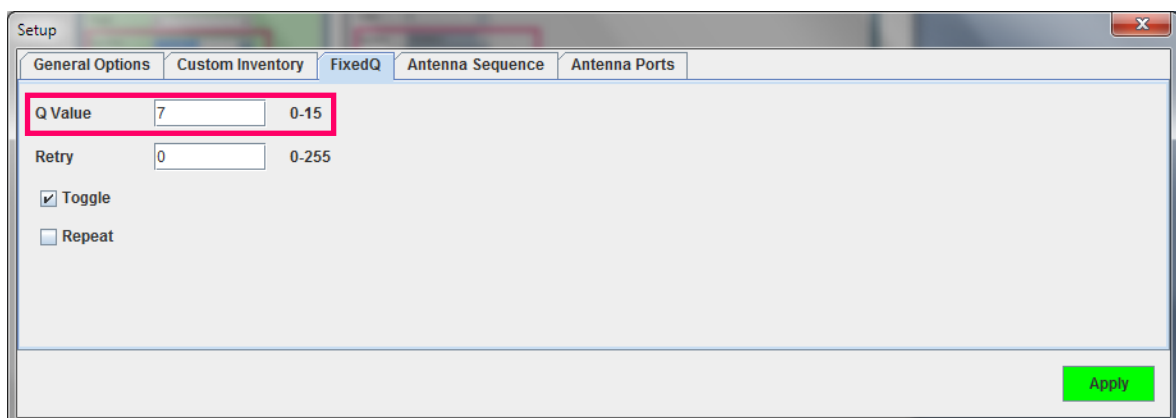 Setup
General Options Custom Inventory FixedQ Antenna Sequence Antenna Ports
Q Value 7 0-15
Retry 0 0-255
Toggle
Repeat
Apply